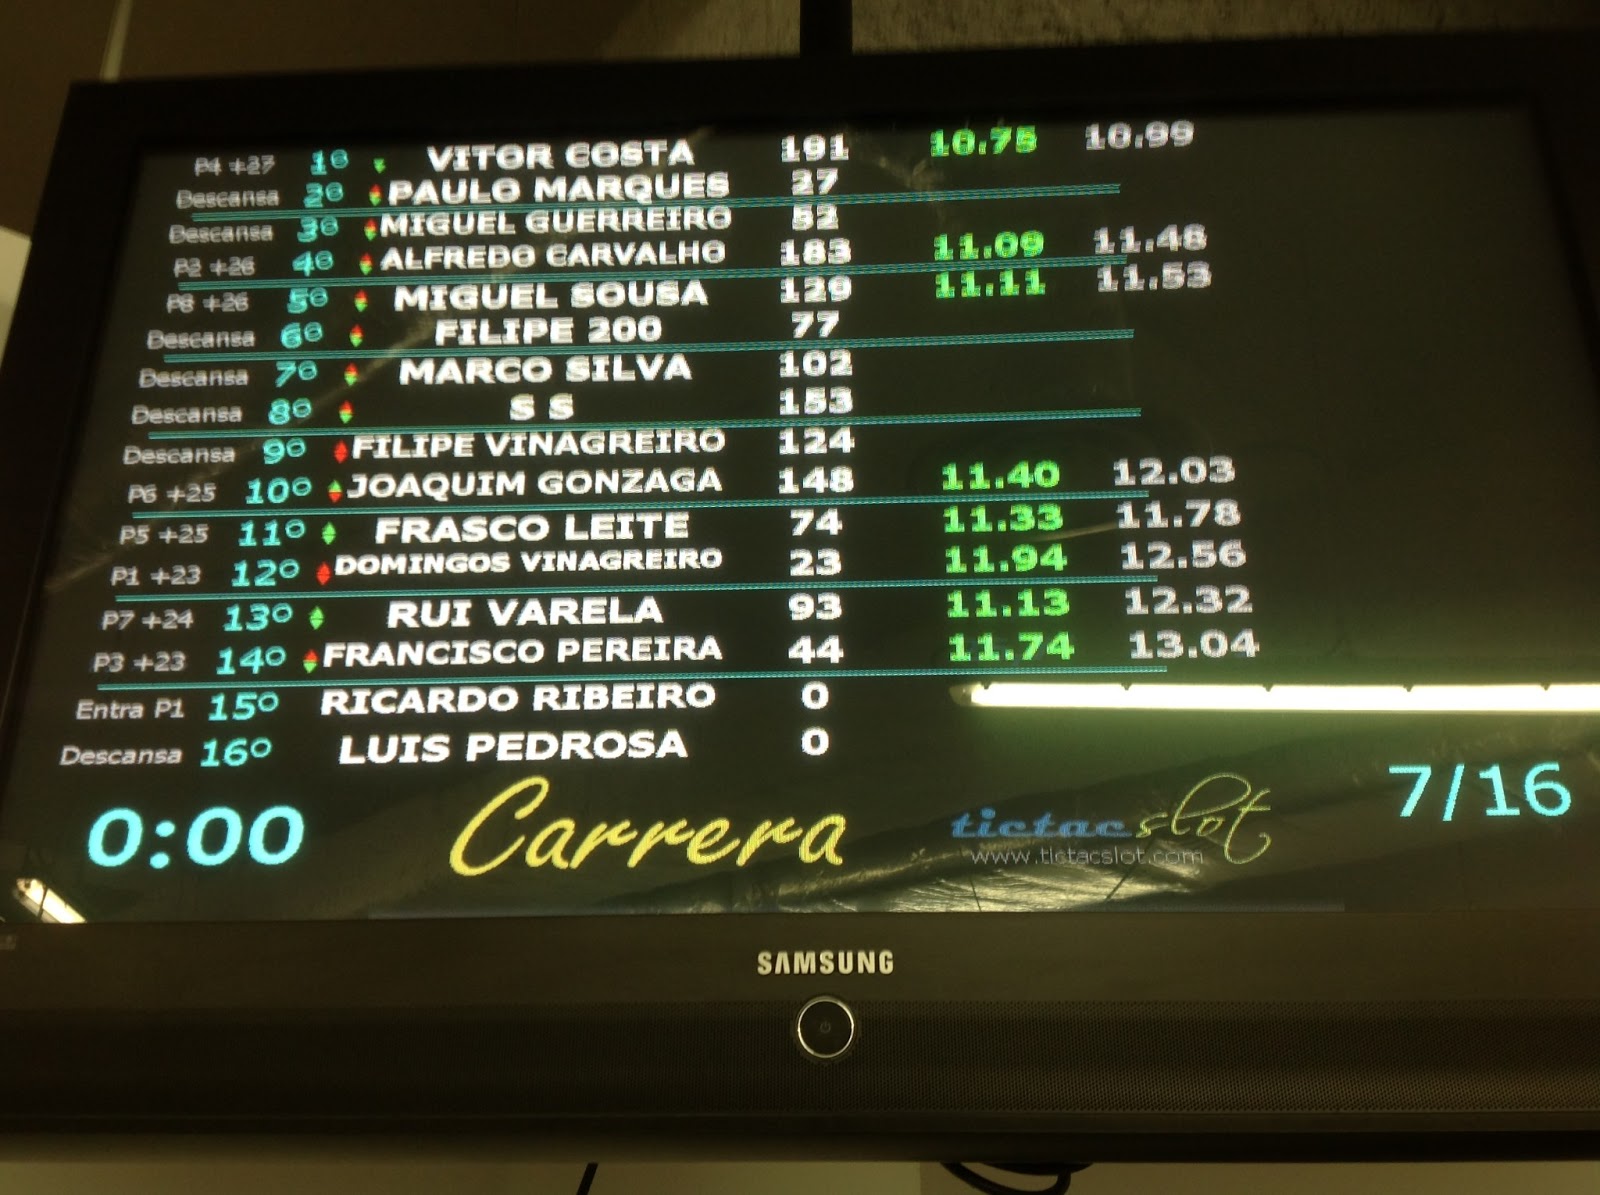 P4 +27 1º VITOR COSTA 191 10.75 10.99
Descansa 2º PAULO MARQUES 27
Descansa 3º MIGUEL GUERREIRO 52
P2 +26 4º ALFREDO CARVALHO 183 11.09 11.48
P8 +26 5º MIGUEL SOUSA 129 11.11 11.53
Descansa 6º FILIPE 200 77
Descansa 7º MARCO SILVA 102
Descansa 8º S S 153
Descansa 9º FILIPE VINAGREIRO 124
P6 +25 10º JOAQUIM GONZAGA 148 11.40 12.03
P5 +25 11º FRASCO LEITE 74 11.33 11.78
P1 +23 12º DOMINGOS VINAGREIRO 23 11.94 12.56
P7 +24 13º RUI VARELA 93 11.13 12.32
P3 +23 14º FRANCISCO PEREIRA 44 11.74 13.04
Entra P1 15º RICARDO RIBEIRO 0
Descansa 16º LUIS PEDROSA 0
0:00 Carrera tictac slot 7/16
www.tictacslot.com
SAMSUNG